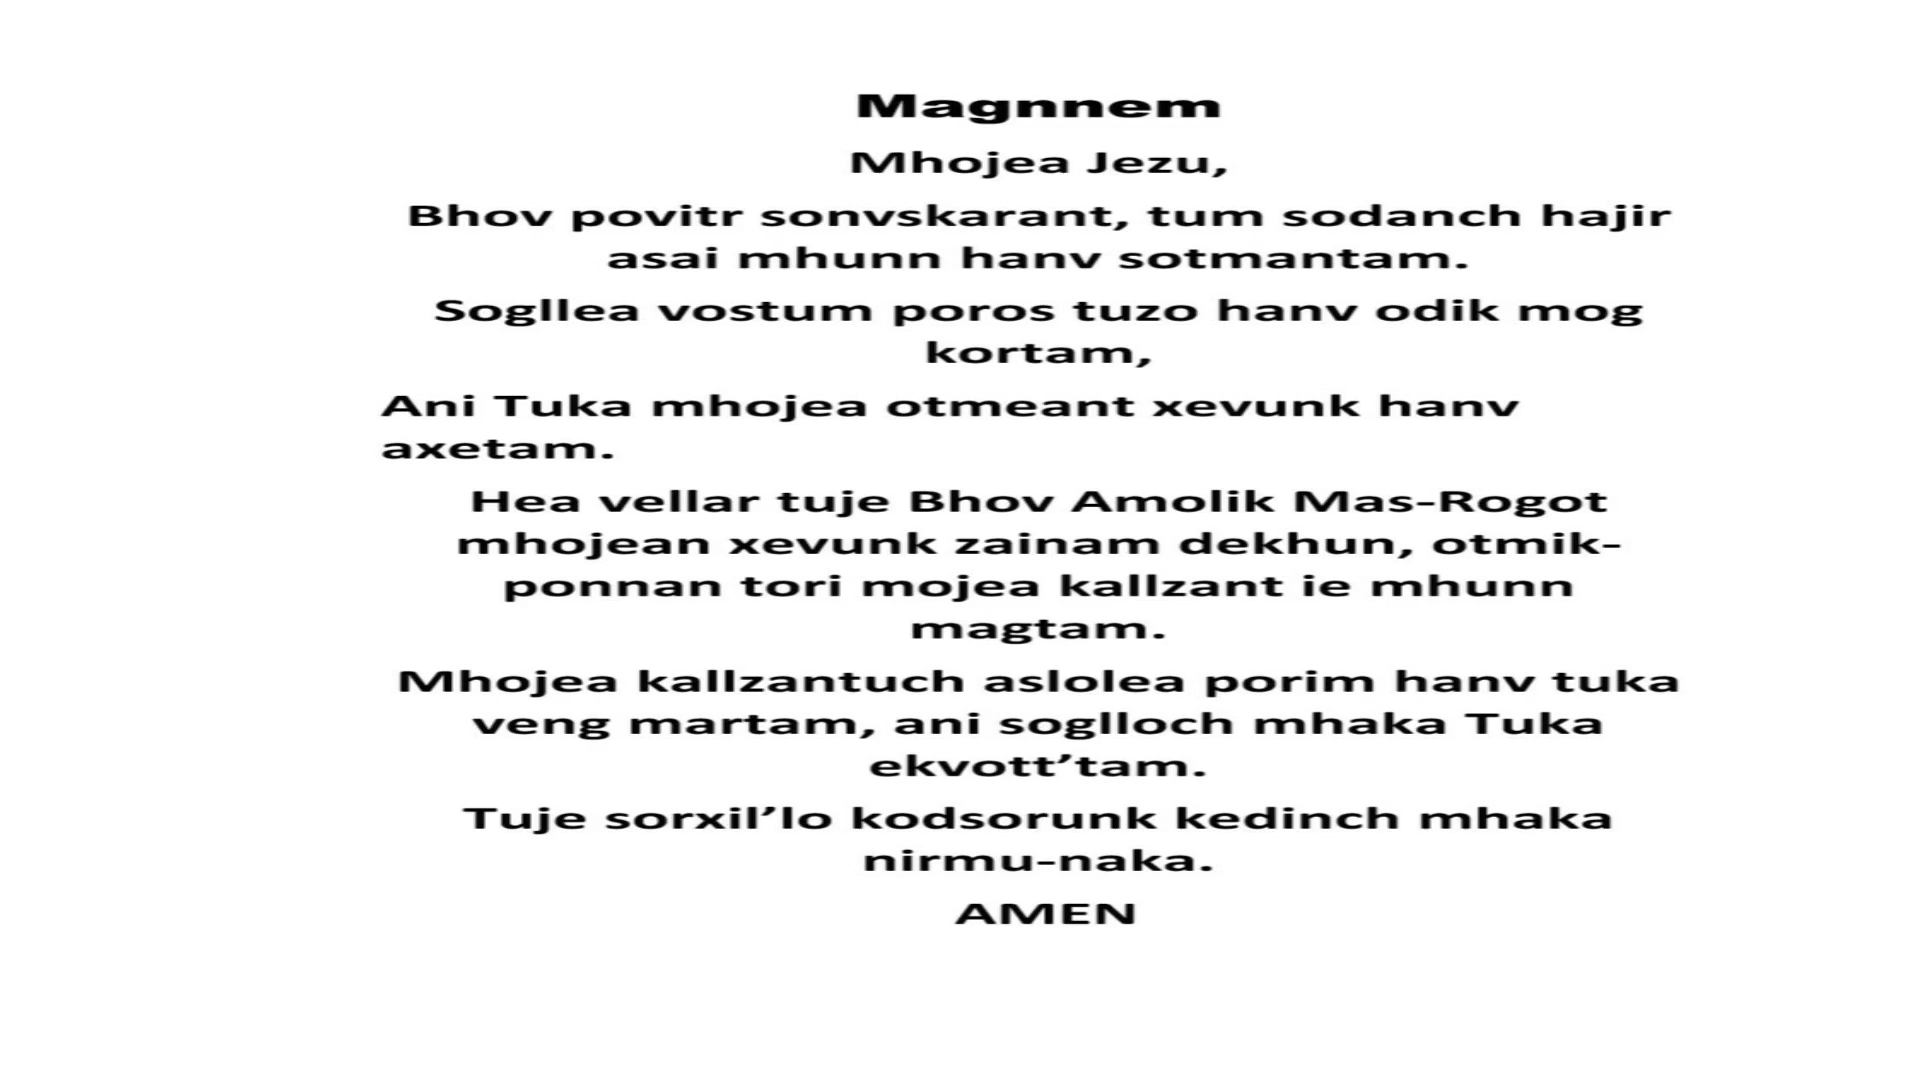 Magnnem
Mhojea Jezu,
Bhov povitr sonvskarant, tum sodanch hajir
asai mhunn hanv sotmantam.
Sogllea vostum poros tuzo hanv odik mog
kortam,
Ani Tuka mhojea otmeant xevunk hanv
axetam.
Hea vellar tuje Bhov Amolik Mas-Rogot
mhojean xevunk zainam dekhun, otmik-
ponnan tori mojea kallzant ie mhunn
magtam.
Mhojea kallzantuch aslolea porim hanv tuka
veng martam, ani soglloch mhaka Tuka
ekvott’tam.
Tuje sorxil’lo kodsorunk kedinch mhaka
nirmu-naka.
AMEN